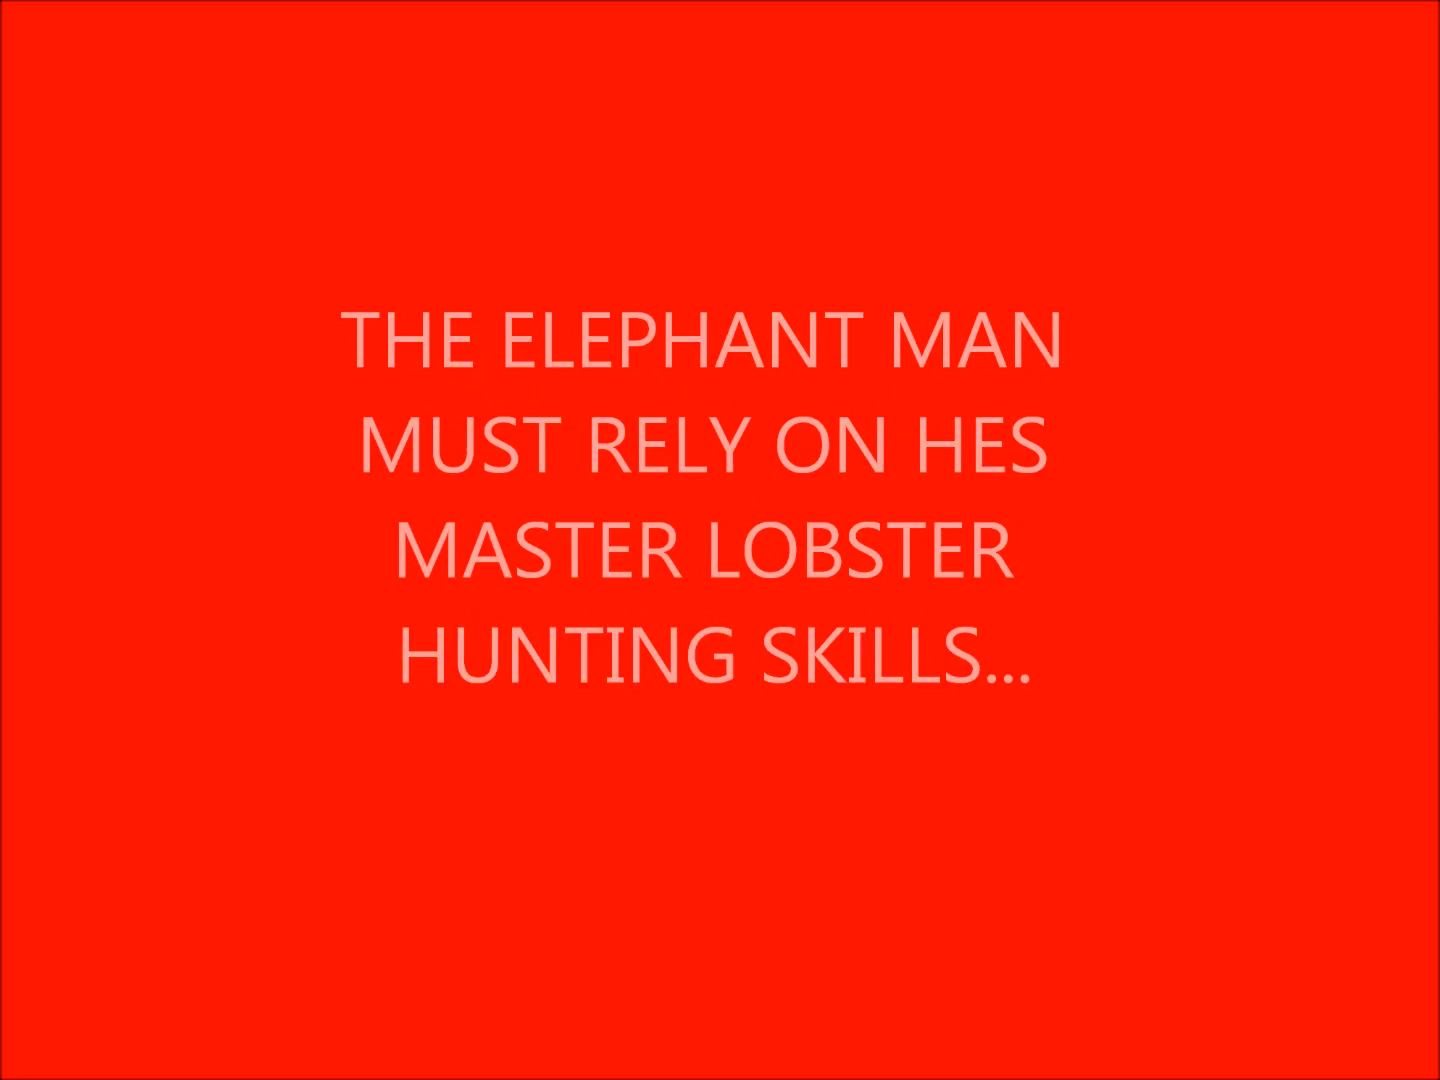 THE ELEPHANT MAN
MUST RELY ON HES
MASTER LOBSTER
HUNTING SKILLS...